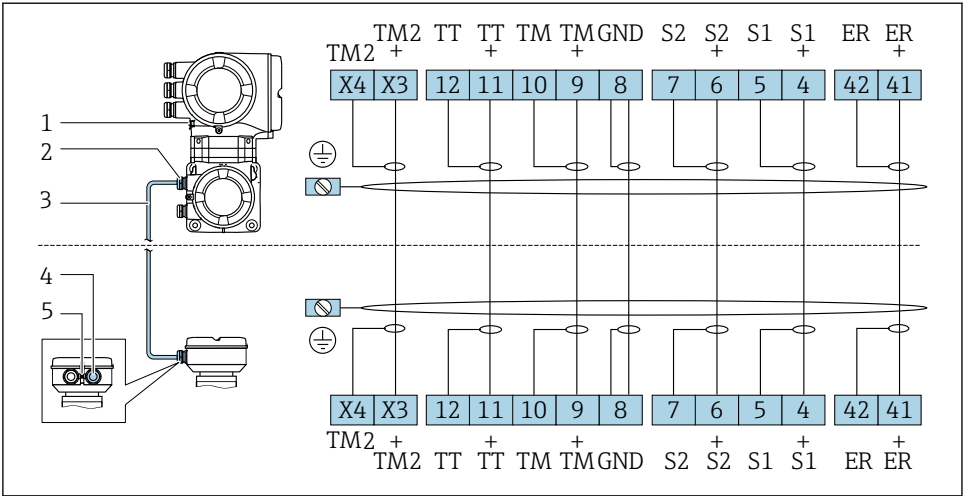 TM2 TT TT TM TM GND S2 S2 S1 S1 ER ER
TM2 + + + + + +
X4 X3 12 11 10 9 8 7 6 5 4 42 41
1
2
3
4
5
X4 X3 12 11 10 9 8 7 6 5 4 42 41
TM2 + + + + + +
TM2 TT TT TM TM GND S2 S2 S1 S1 ER ER